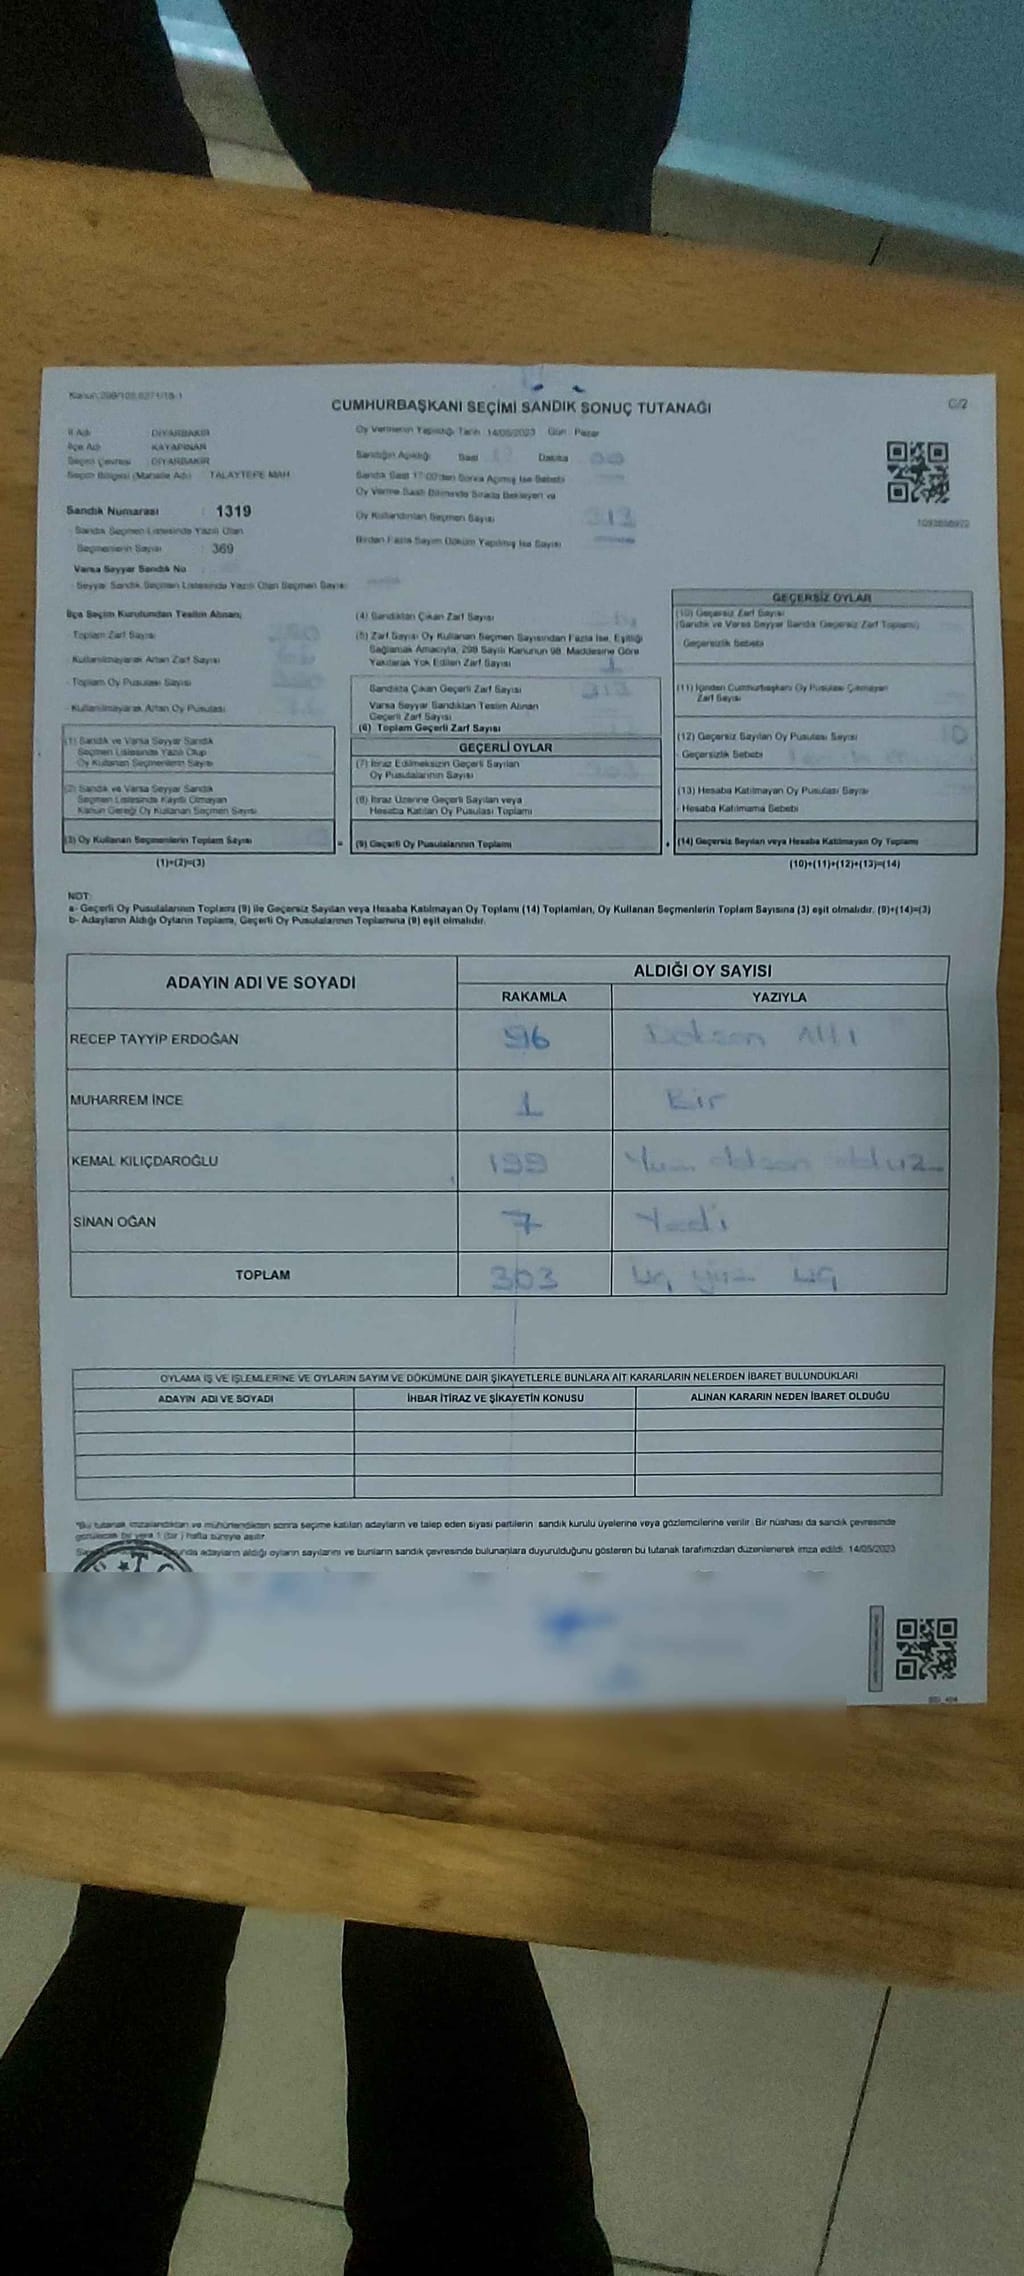 Kanun:298/108,6271/18-1
CUMHURBAŞKANI SEÇİMİ SANDIK SONUÇ TUTANAĞI
C/2
İl Adı : DİYARBAKIR
İlçe Adı : KAYAPINAR
Seçim Çevresi : DİYARBAKIR
Seçim Bölgesi (Mahalle Adı) : TALAYTEPE MAH.
Sandık Numarası : 1319
Sandık Seçmen Listesinde Yazılı Olan
Seçmenlerin Sayısı : 369
Varsa Seyyar Sandık No
Seyyar Sandık Seçmen Listesinde Yazılı Olan Seçmen Sayısı
Oy Vermenin Yapıldığı Tarih : 14/05/2023 Gün : Pazar
Sandığın Açıldığı Saat Dakika
Sandık Saat 17:00'den Sonra Açılmış İse Sebebi
Oy Verme Saati Bitiminde Sırada Bekleyen ve
Oy Kullandırılan Seçmen Sayısı 313
Birden Fazla Sayım Döküm Yapılmış İse Sayısı
İlçe Seçim Kurulundan Teslim Alınan;
Toplam Zarf Sayısı
Kullanılmayarak Artan Zarf Sayısı
Toplam Oy Pusulası Sayısı
Kullanılmayarak Artan Oy Pusulası
(1) Sandık ve Varsa Seyyar Sandık
Seçmen Listesinde Yazılı Olup
Oy Kullanan Seçmenlerin Sayısı
(2) Sandık ve Varsa Seyyar Sandık
Seçmen Listesinde Kayıtlı Olmayan
Kanun Gereği Oy Kullanan Seçmen Sayısı
(3) Oy Kullanan Seçmenlerin Toplam Sayısı
(1)+(2)=(3)
(4) Sandıktan Çıkan Zarf Sayısı
(5) Zarf Sayısı Oy Kullanan Seçmen Sayısından Fazla İse, Eşitliği
Sağlamak Amacıyla, 298 Sayılı Kanunun 98. Maddesine Göre
Yakılarak Yok Edilen Zarf Sayısı
Sandıkta Çıkan Geçerli Zarf Sayısı 313
Varsa Seyyar Sandıktan Teslim Alınan
Geçerli Zarf Sayısı
(6) Toplam Geçerli Zarf Sayısı
GEÇERLİ OYLAR
(7) İtiraz Edilmeksizin Geçerli Sayılan
Oy Pusulalarının Sayısı 303
(8) İtiraz Üzerine Geçerli Sayılan veya
Hesaba Katılan Oy Pusulası Toplamı
(9) Geçerli Oy Pusulalarının Toplamı
GEÇERSİZ OYLAR
(10) Geçersiz Zarf Sayısı
(Sandık ve Varsa Seyyar Sandık Geçersiz Zarf Toplamı)
Geçersizlik Sebebi
(11) İçinden Cumhurbaşkanı Oy Pusulası Çıkmayan
Zarf Sayısı
(12) Geçersiz Sayılan Oy Pusulası Sayısı 10
Geçersizlik Sebebi
(13) Hesaba Katılmayan Oy Pusulası Sayısı
Hesaba Katılmama Sebebi
(14) Geçersiz Sayılan veya Hesaba Katılmayan Oy Toplamı
(10)+(11)+(12)+(13)=(14)
NOT:
a- Geçerli Oy Pusulalarının Toplamı (9) ile Geçersiz Sayılan veya Hesaba Katılmayan Oy Toplamı (14) Toplamları, Oy Kullanan Seçmenlerin Toplam Sayısına (3) eşit olmalıdır. (9)+(14)=(3)
b- Adayların Aldığı Oyların Toplamı, Geçerli Oy Pusulalarının Toplamına (9) eşit olmalıdır.
ADAYIN ADI VE SOYADI
ALDIĞI OY SAYISI
RAKAMLA YAZIYLA
RECEP TAYYİP ERDOĞAN 96 Doksan Altı
MUHARREM İNCE 1 Bir
KEMAL KILIÇDAROĞLU 199 Yüz doksan dokuz
SİNAN OĞAN 7 Yedi
TOPLAM 303 Üç yüz üç
OYLAMA İŞ VE İŞLEMLERİNE VE OYLARIN SAYIM VE DÖKÜMÜNE DAİR ŞİKAYETLERLE BUNLARA AİT KARARLARIN NELERDEN İBARET BULUNDUKLARI
ADAYIN ADI VE SOYADI İHBAR İTİRAZ VE ŞİKAYETİN KONUSU ALINAN KARARIN NEDEN İBARET OLDUĞU
*Bu tutanak imzalandıktan ve mühürlendikten sonra seçime katılan adayların ve talep eden siyasi partilerin sandık kurulu üyelerine veya gözlemcilerine verilir. Bir nüshası da sandık çevresinde
görülecek bir yere 1 (bir) hafta süreyle asılır.
adayların aldığı oyların sayılarını ve bunların sandık çevresinde bulunanlara duyurulduğunu gösteren bu tutanak tarafımızdan düzenlenerek imza edildi. 14/05/2023